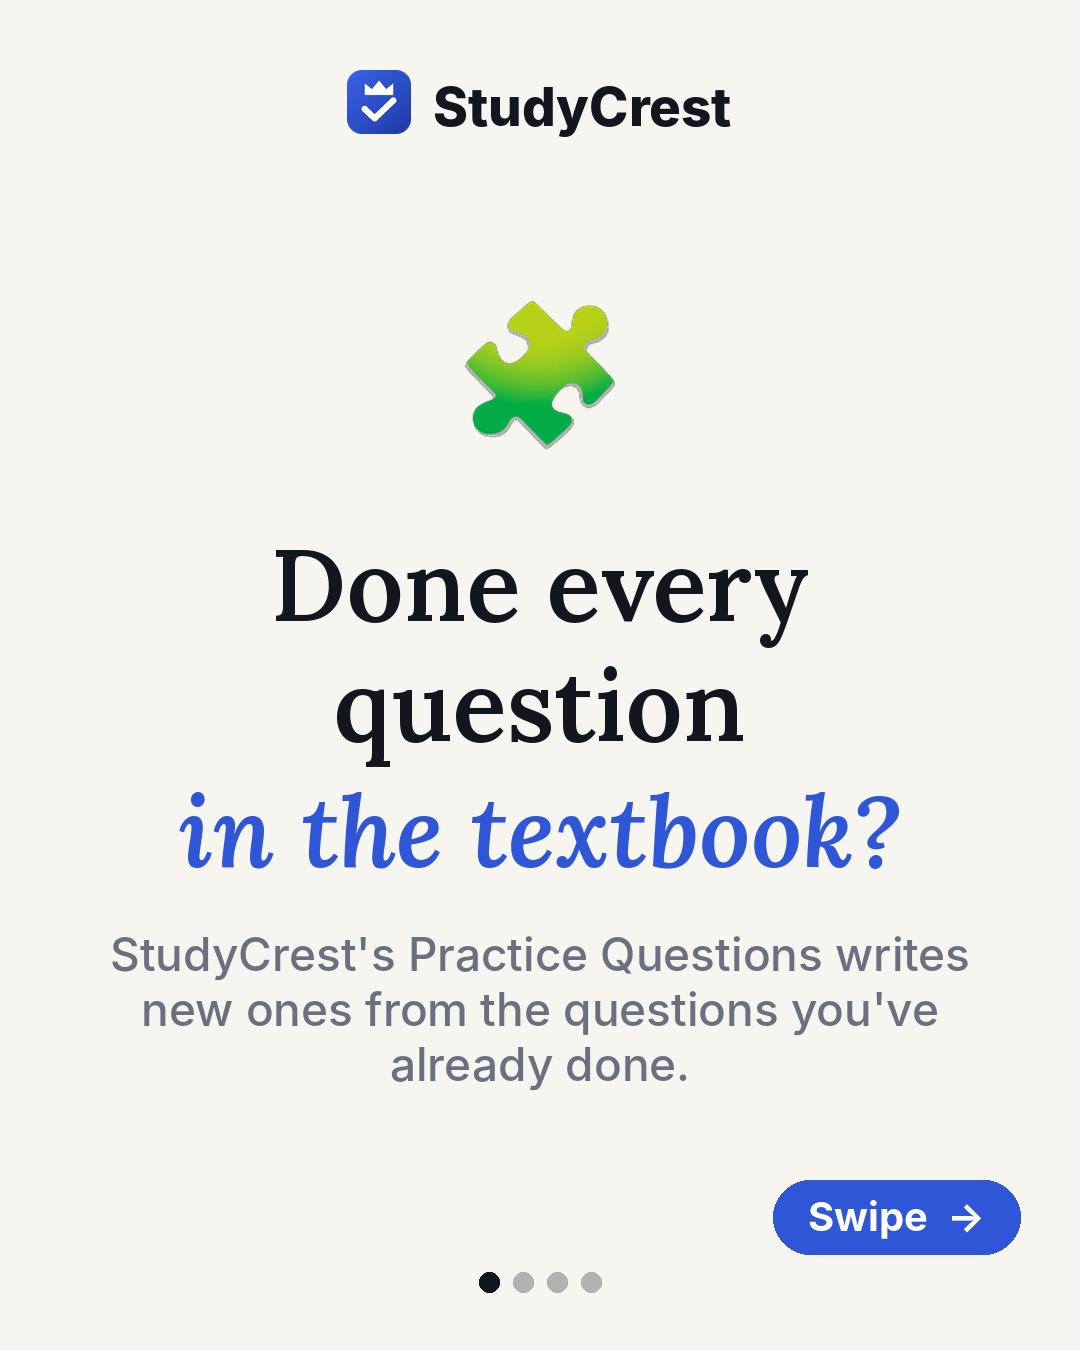 StudyCrest
Done every
question
in the textbook?
StudyCrest's Practice Questions writes
new ones from the questions you've
already done.
Swipe →